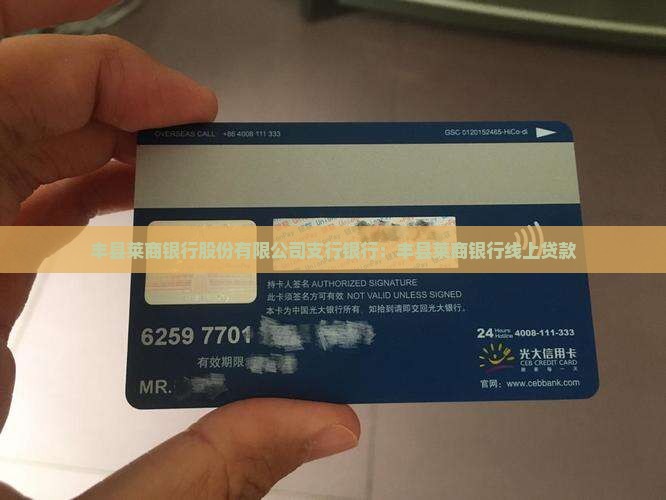 OVERSEAS CALL: +86 4008 111 333
GSC 0120152465-HiCo-di
丰县莱商银行股份有限公司支行银行；丰县莱商银行线上贷款
持卡人签名 AUTHORIZED SIGNATURE
此卡须签名方可有效 NOT VALID UNLESS SIGNED
本卡为中国光大银行所有，如拾到请即交回光大银行。
6259 7701
有效期限
MR.
24 Hours Hotline 4008-111-333
光大信用卡
CEB CREDIT CARD
官网：www.cebbank.com